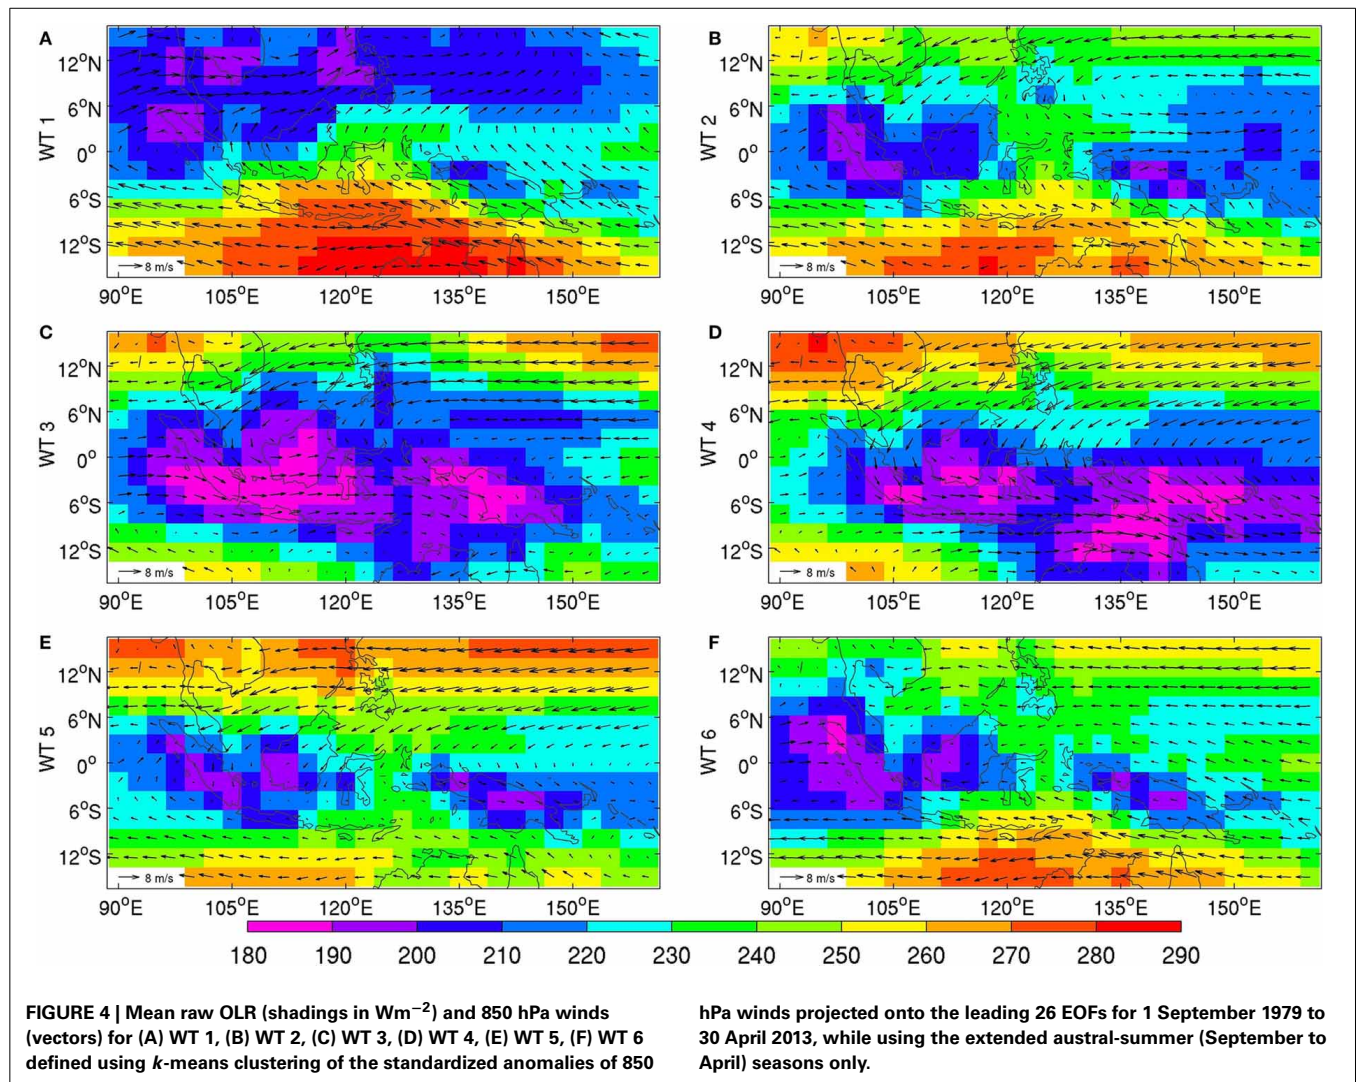 A
WT 1
12°N
6°N
0°
6°S
12°S
8 m/s
90°E 105°E 120°E 135°E 150°E
B
WT 2
12°N
6°N
0°
6°S
12°S
8 m/s
90°E 105°E 120°E 135°E 150°E
C
WT 3
12°N
6°N
0°
6°S
12°S
8 m/s
90°E 105°E 120°E 135°E 150°E
D
WT 4
12°N
6°N
0°
6°S
12°S
8 m/s
90°E 105°E 120°E 135°E 150°E
E
WT 5
12°N
6°N
0°
6°S
12°S
8 m/s
90°E 105°E 120°E 135°E 150°E
F
WT 6
12°N
6°N
0°
6°S
12°S
8 m/s
90°E 105°E 120°E 135°E 150°E
180 190 200 210 220 230 240 250 260 270 280 290
FIGURE 4 | Mean raw OLR (shadings in Wm−2) and 850 hPa winds
(vectors) for (A) WT 1, (B) WT 2, (C) WT 3, (D) WT 4, (E) WT 5, (F) WT 6
defined using k-means clustering of the standardized anomalies of 850
hPa winds projected onto the leading 26 EOFs for 1 September 1979 to
30 April 2013, while using the extended austral-summer (September to
April) seasons only.